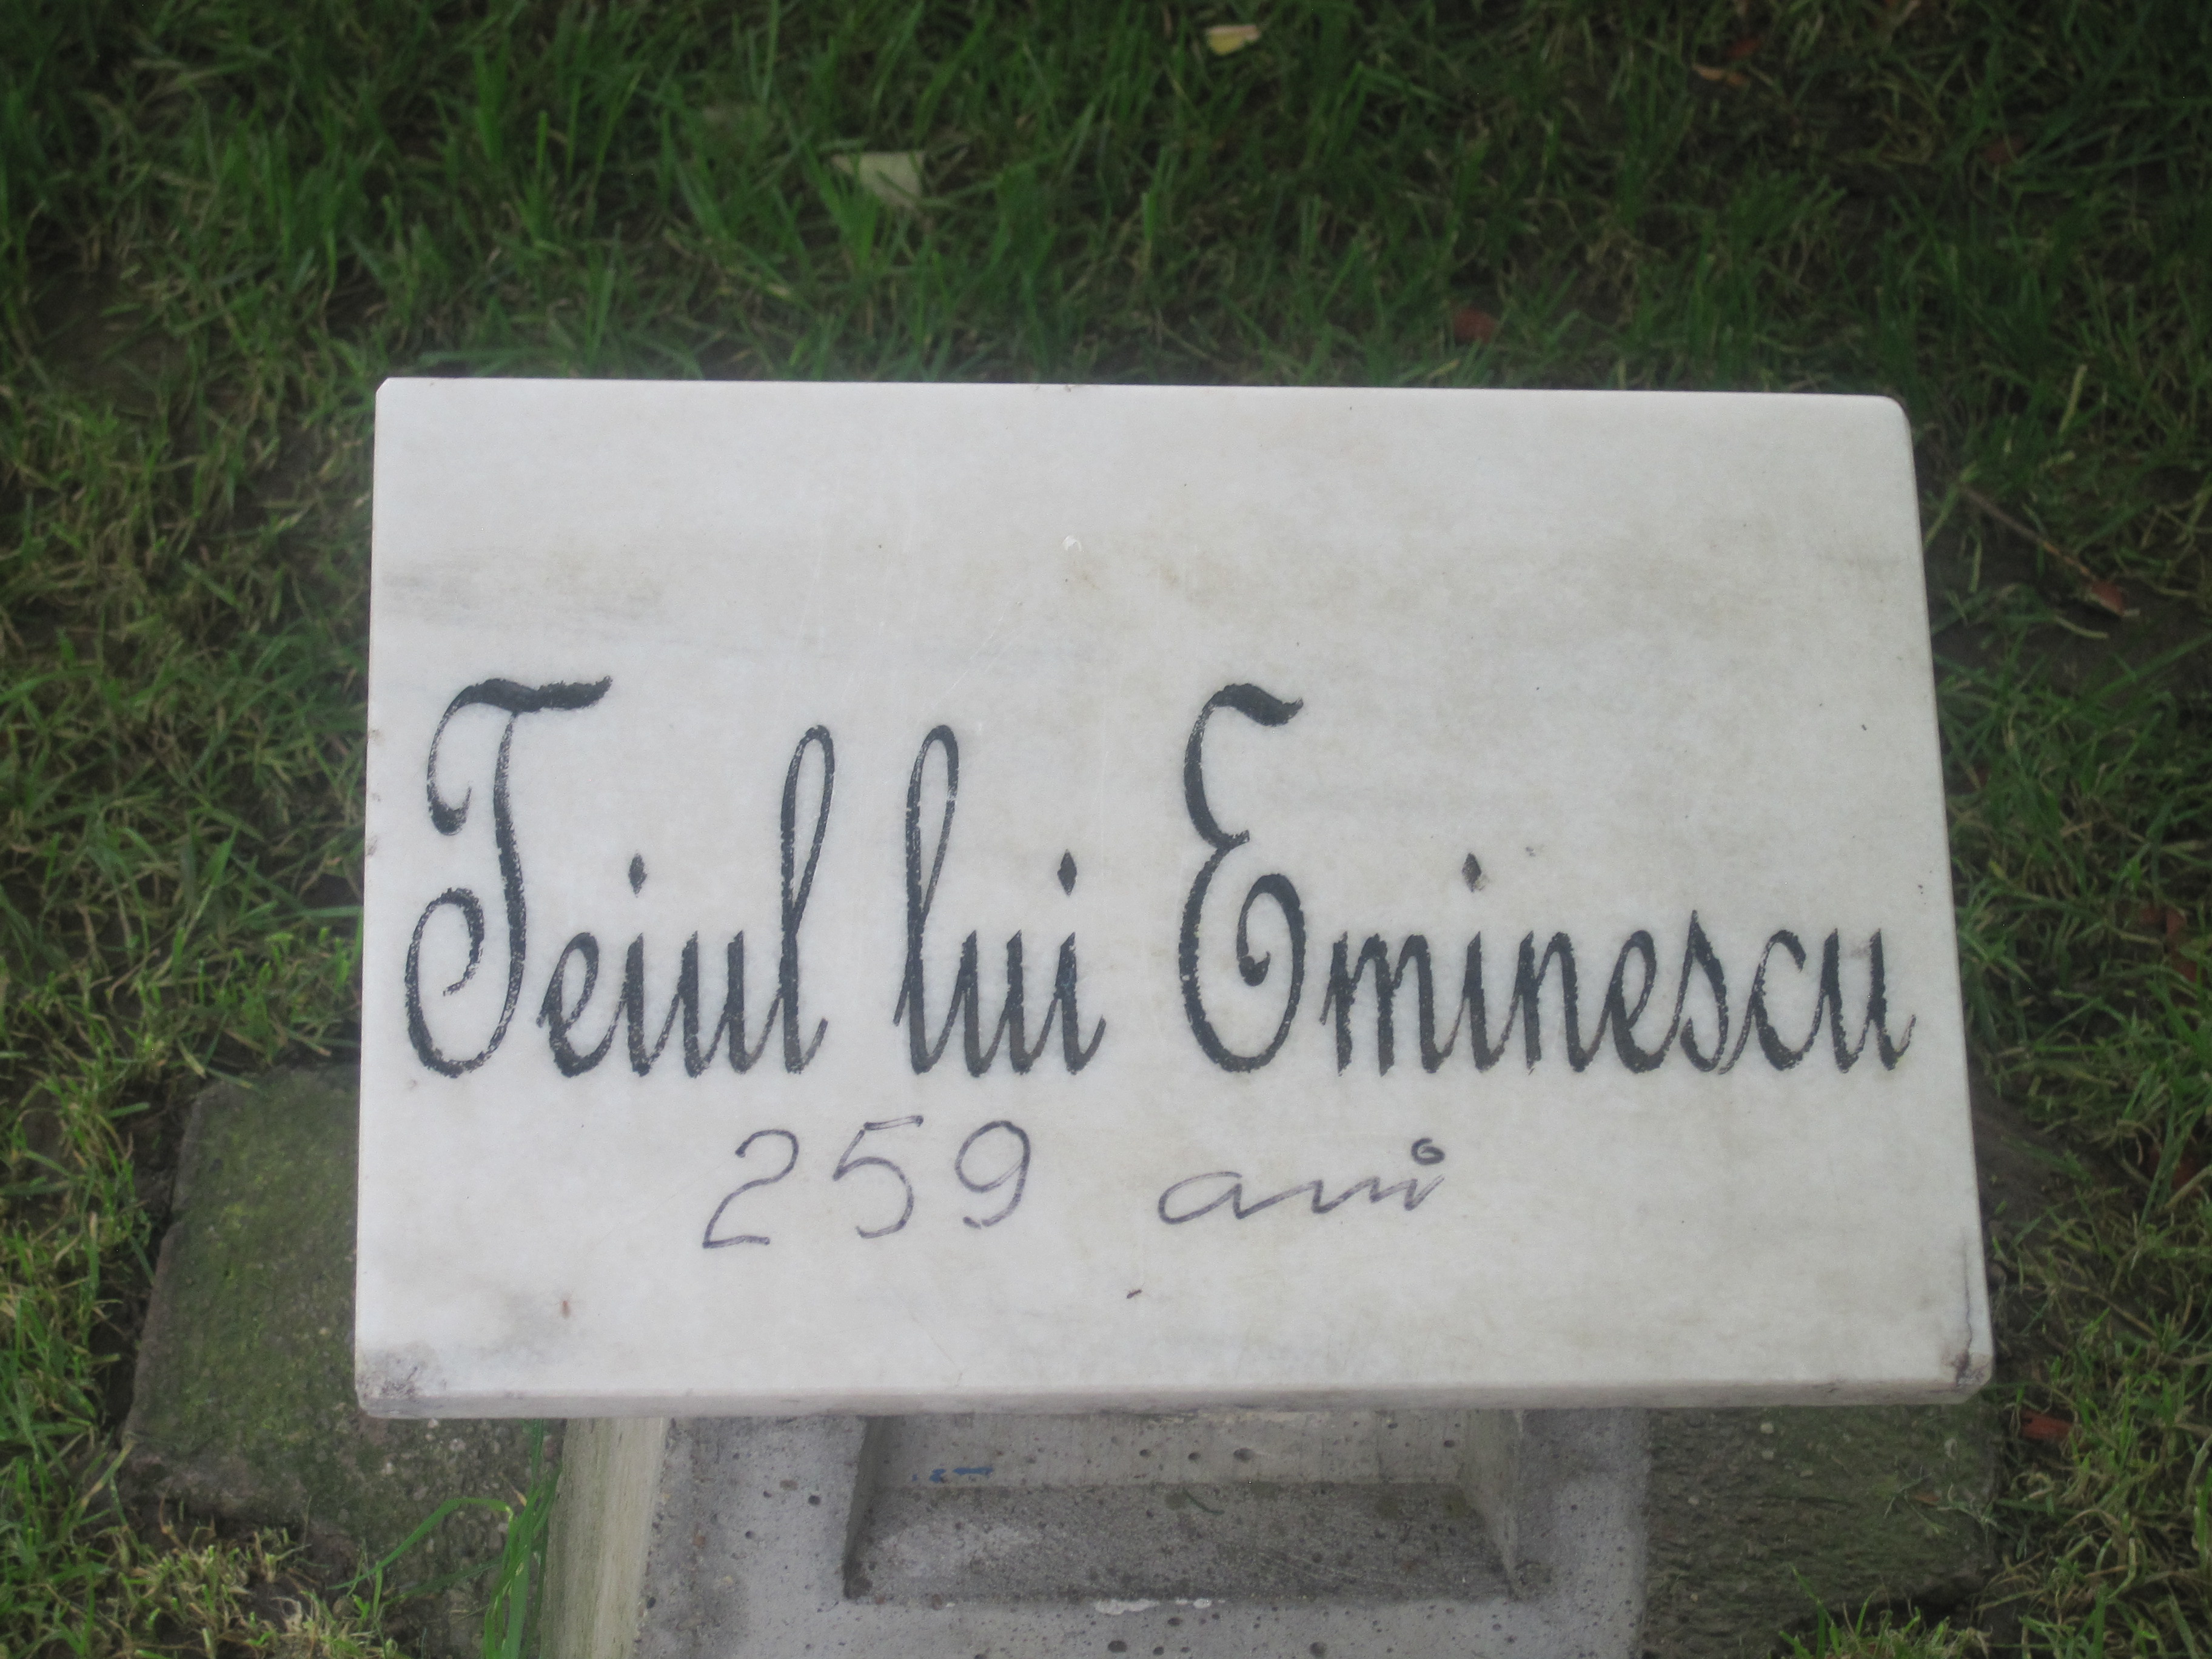 Teiul lui Eminescu
259 ani